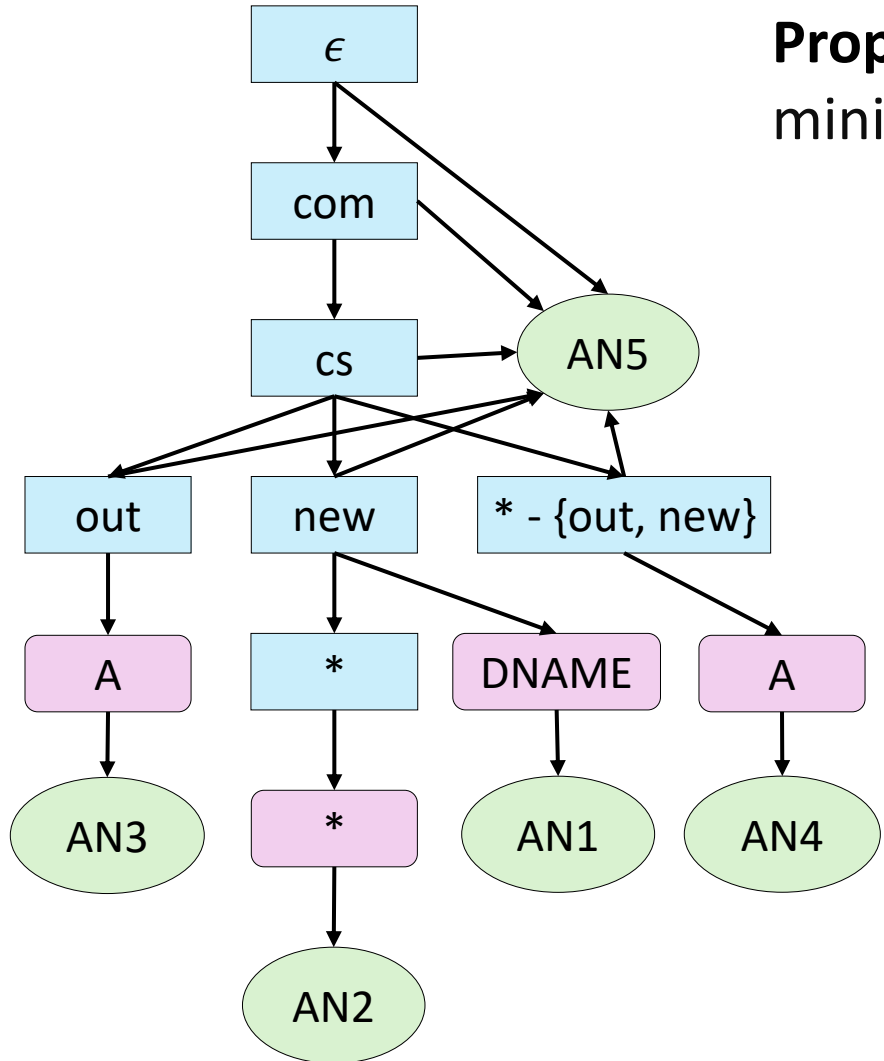 ϵ
Prop
mini
com
cs
AN5
out
new
* - {out, new}
A
*
DNAME
A
AN3
*
AN1
AN4
AN2